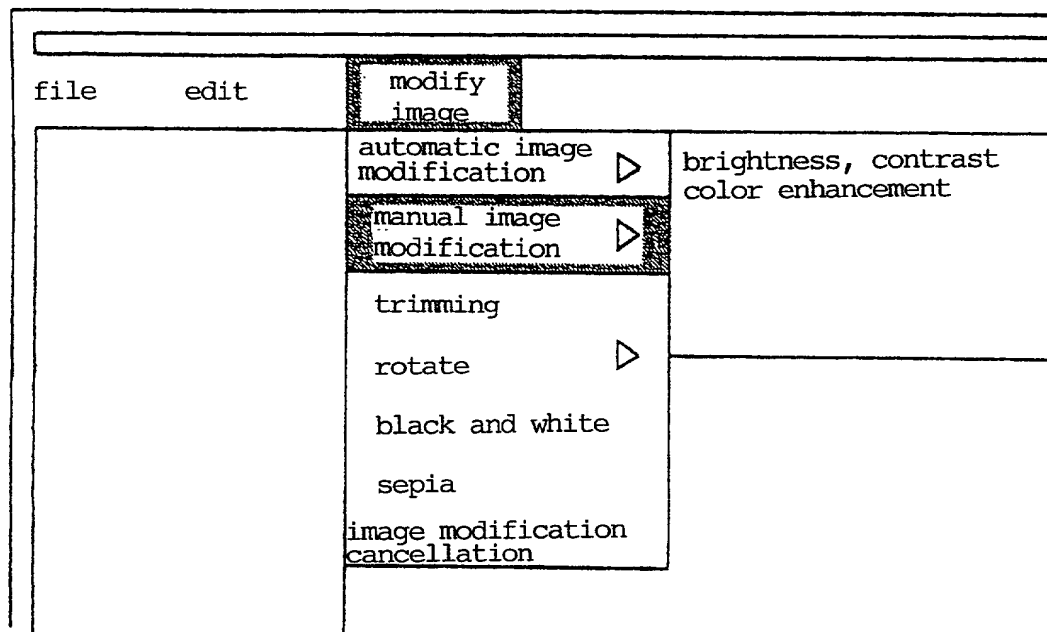 file edit modify
image
automatic image
modification
brightness, contrast
color enhancement
manual image
modification
trimming
rotate
black and white
sepia
image modification
cancellation